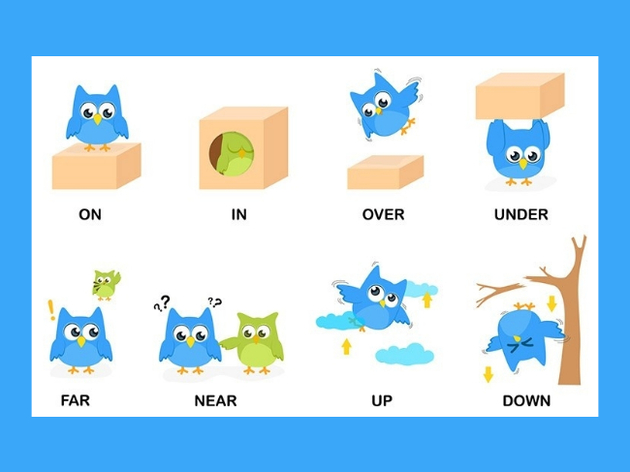 ON IN OVER UNDER
! ?? ??
FAR NEAR UP DOWN